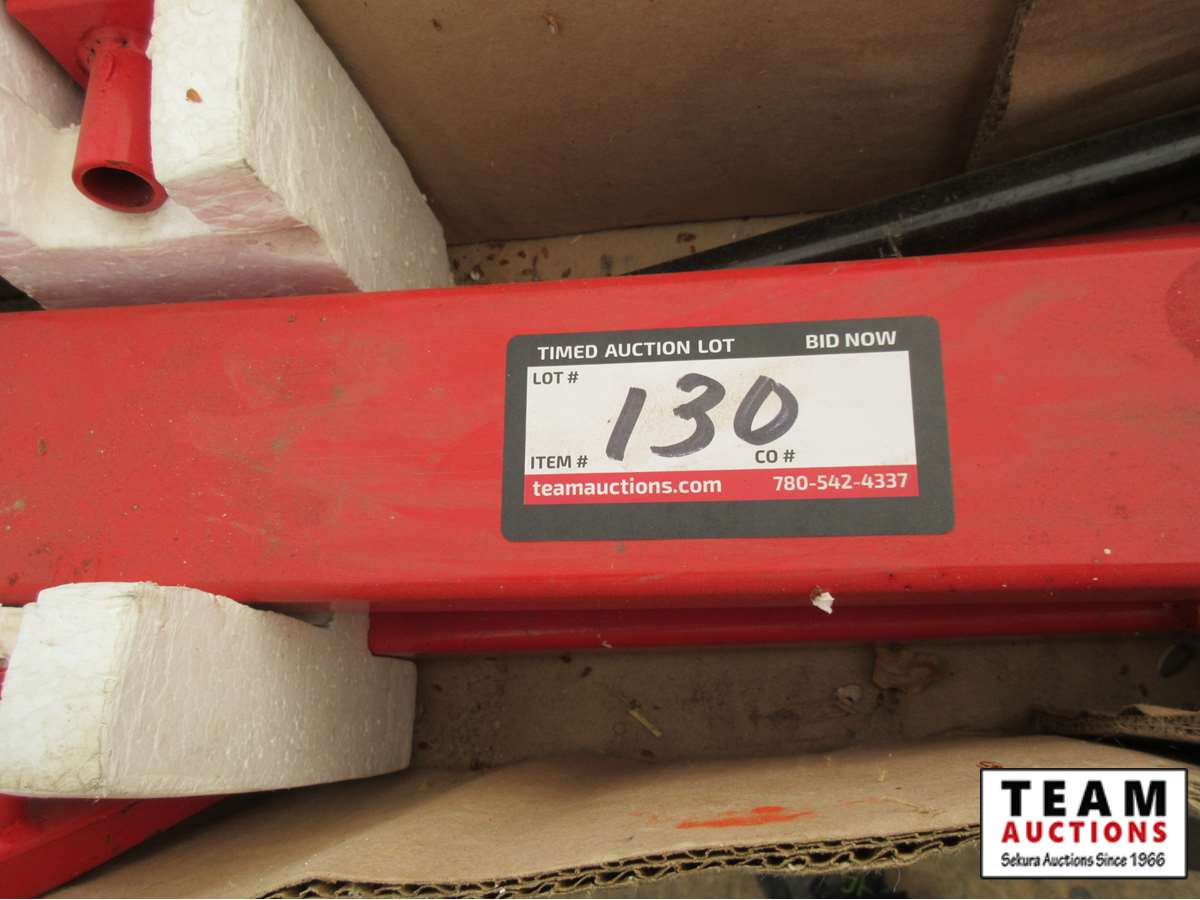 TIMED AUCTION LOT BID NOW
LOT #
130
ITEM # CO #
teamauctions.com 780-542-4337
TEAM
AUCTIONS
Sekura Auctions Since 1966